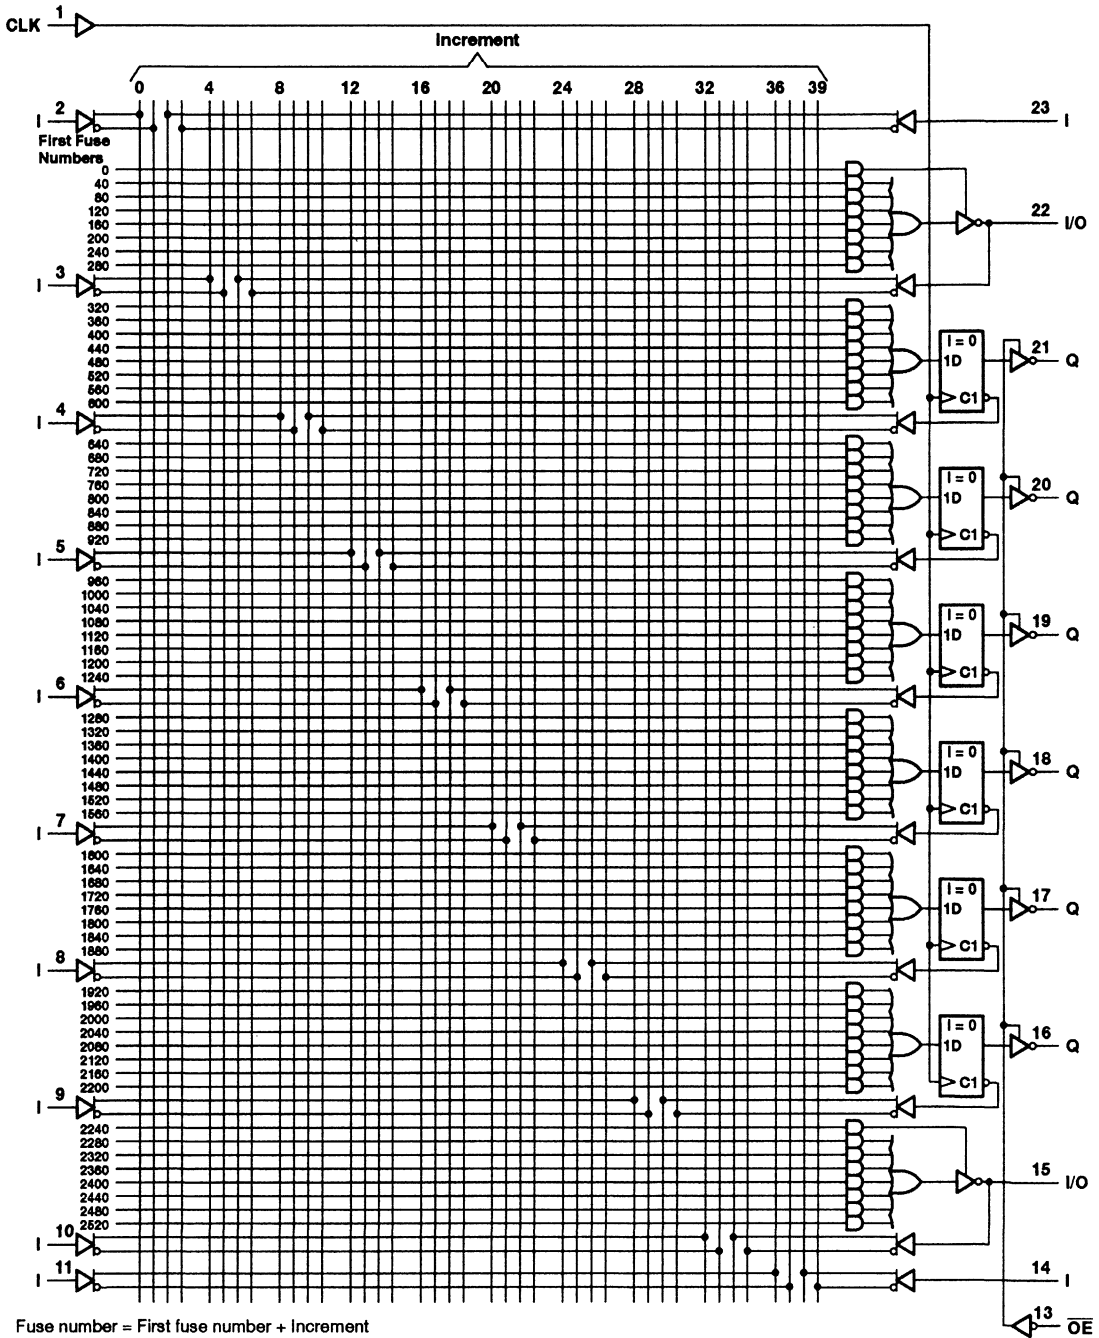 CLK 1
Increment
0 4 8 12 16 20 24 28 32 36 39
I 2 23 I
First Fuse
Numbers
0
40
80
120
160 22 I/O
200
240
280
I 3
320
360 I = 0 21
400
440
480 1D Q
520
560
600 C1
I 4
640
680 I = 0
720
760 20
800 1D Q
840
880
920 C1
I 5
960
1000
1040 I = 0
1080 19
1120 1D Q
1160
1200
1240 C1
I 6
1280
1320
1360 I = 0
1400 18
1440 1D Q
1480
1520
1560 C1
I 7
1600
1640
1680 I = 0
1720 17
1760 1D Q
1800
1840
1880 C1
I 8
1920
1960
2000 I = 0
2040 16
2080 1D Q
2120
2160
2200 C1
I 9
2240
2280
2320
2360 15
2400 I/O
2440
2480
2520
I 10
I 11 14 I
13 OE
Fuse number = First fuse number + Increment